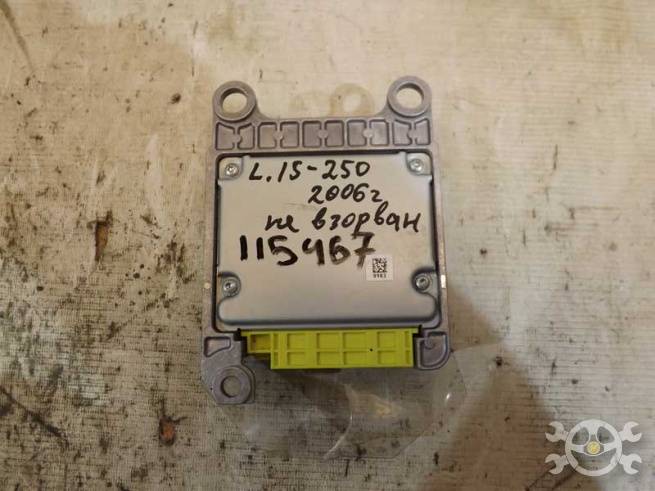 L. IS-250
2006г
не взорван
115467